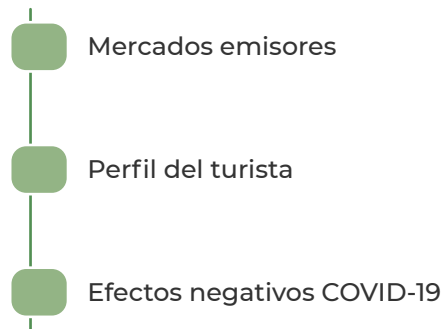 Mercados emisores
Perfil del turista
Efectos negativos COVID-19